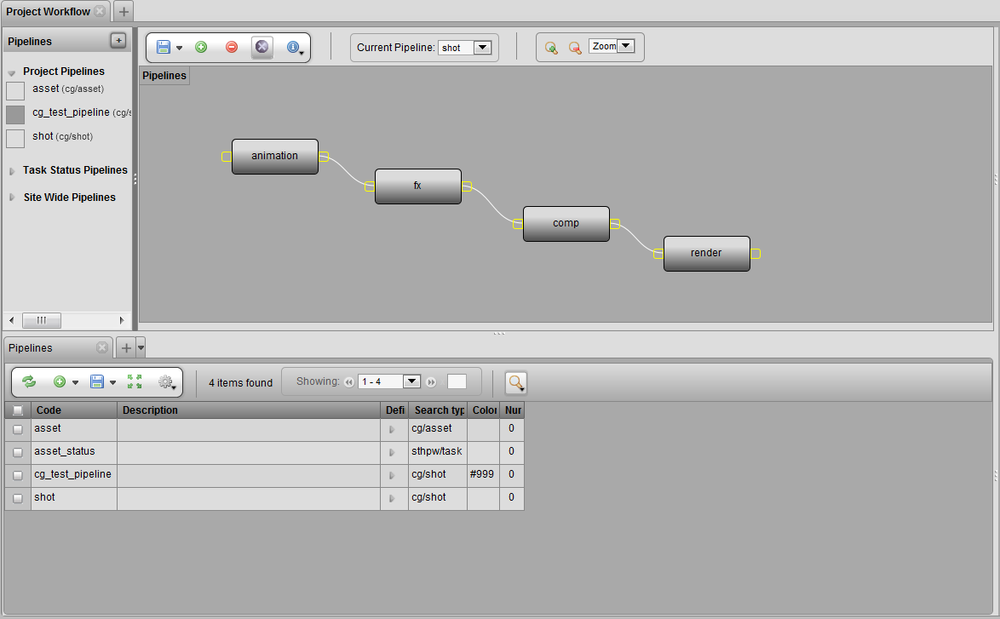 Project Workflow
Pipelines
Project Pipelines
asset (cg/asset)
cg_test_pipeline (cg/s
shot (cg/shot)
Task Status Pipelines
Site Wide Pipelines
Current Pipeline: shot
Zoom
Pipelines
animation
fx
comp
render
Pipelines
4 items found
Showing: 1 - 4
Code Description Defi Search typ Color Nur
asset cg/asset 0
asset_status sthpw/task 0
cg_test_pipeline cg/shot #999 0
shot cg/shot 0